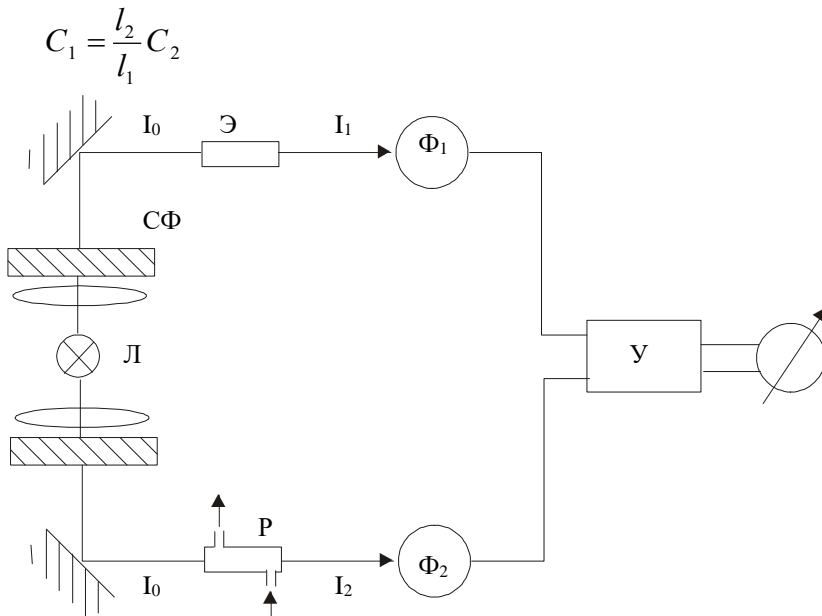 C₁ = l₂/l₁ C₂
I₀ Э I₁ Ф₁
СФ
Л
У
Р
I₀ I₂ Ф₂